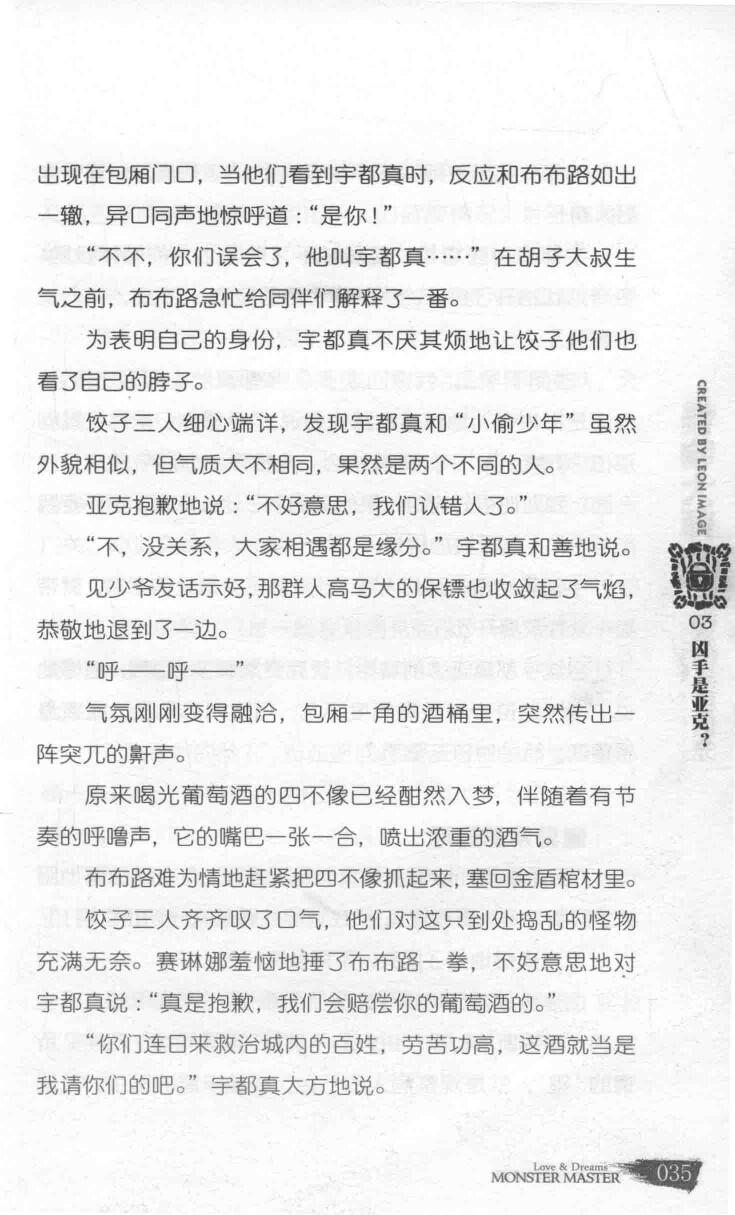 出现在包厢门口，当他们看到宇都真时，反应和布布路如出
一辙，异口同声地惊呼道：“是你！”
“不不，你们误会了，他叫宇都真……”在胡子大叔生
气之前，布布路急忙给同伴们解释了一番。
为表明自己的身份，宇都真不厌其烦地让饺子他们也
看了自己的脖子。
饺子三人细心端详，发现宇都真和“小偷少年”虽然
外貌相似，但气质大不相同，果然是两个不同的人。
亚克抱歉地说：“不好意思，我们认错人了。”
“不，没关系，大家相遇都是缘分。”宇都真和善地说。
见少爷发话示好，那群人高马大的保镖也收敛起了气焰，
恭敬地退到了一边。
“呼——呼——”
气氛刚刚变得融洽，包厢一角的酒桶里，突然传出一
阵突兀的鼾声。
原来喝光葡萄酒的四不像已经酣然入梦，伴随着有节
奏的呼噜声，它的嘴巴一张一合，喷出浓重的酒气。
布布路难为情地赶紧把四不像抓起来，塞回金盾棺材里。
饺子三人齐齐叹了口气，他们对这只到处捣乱的怪物
充满无奈。赛琳娜羞恼地捶了布布路一拳，不好意思地对
宇都真说：“真是抱歉，我们会赔偿你的葡萄酒的。”
“你们连日来救治城内的百姓，劳苦功高，这酒就当是
我请你们的吧。”宇都真大方地说。
CREATED BY LEON IMAGE
03
凶手是亚克？
Love & Dreams
MONSTER MASTER
035